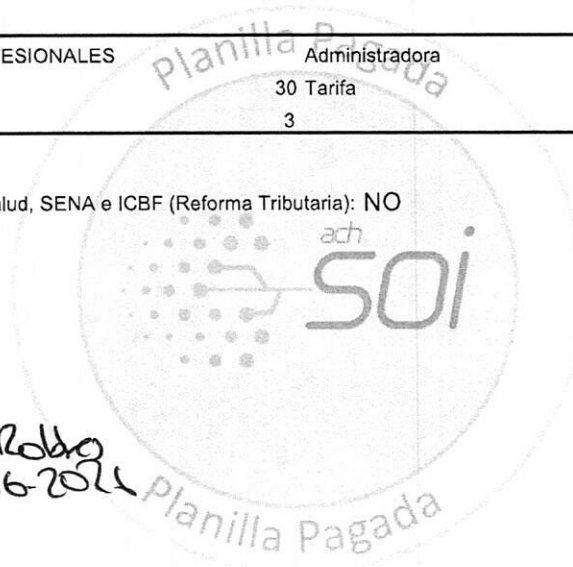 ESIONALES Administradora
30 Tarifa
3
Planilla Pagada
alud, SENA e ICBF (Reforma Tributaria): NO
ach
SOI
Planilla Pagada